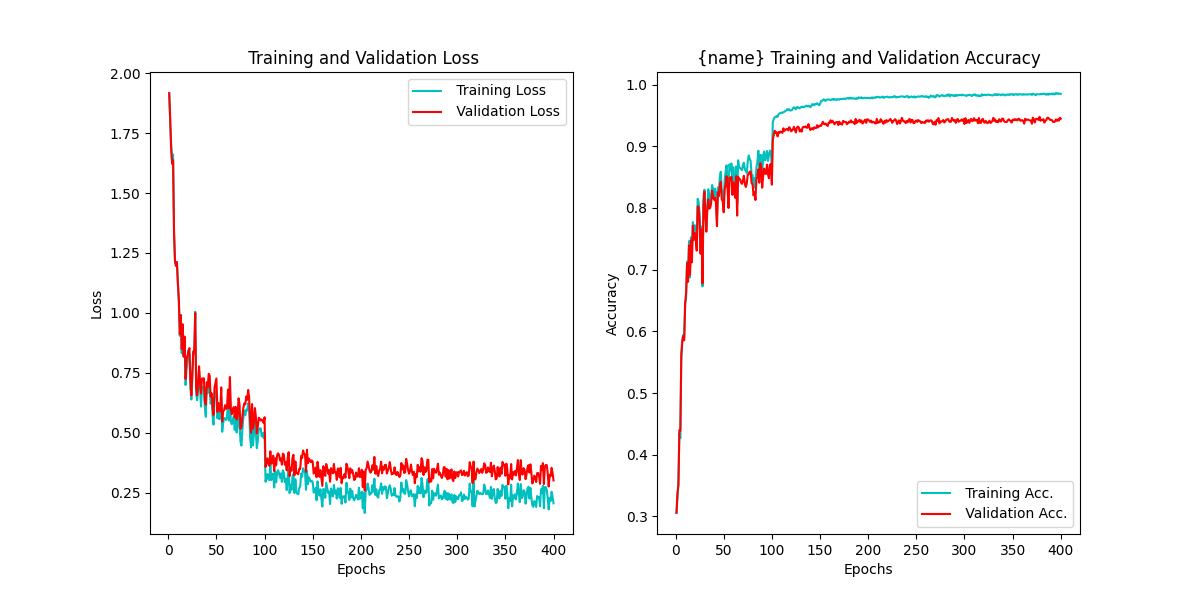 Training and Validation Loss
2.00
1.75
1.50
1.25
1.00
0.75
0.50
0.25
Loss
0 50 100 150 200 250 300 350 400
Epochs
Training Loss
Validation Loss
{name} Training and Validation Accuracy
1.0
0.9
0.8
0.7
0.6
0.5
0.4
0.3
Accuracy
0 50 100 150 200 250 300 350 400
Epochs
Training Acc.
Validation Acc.